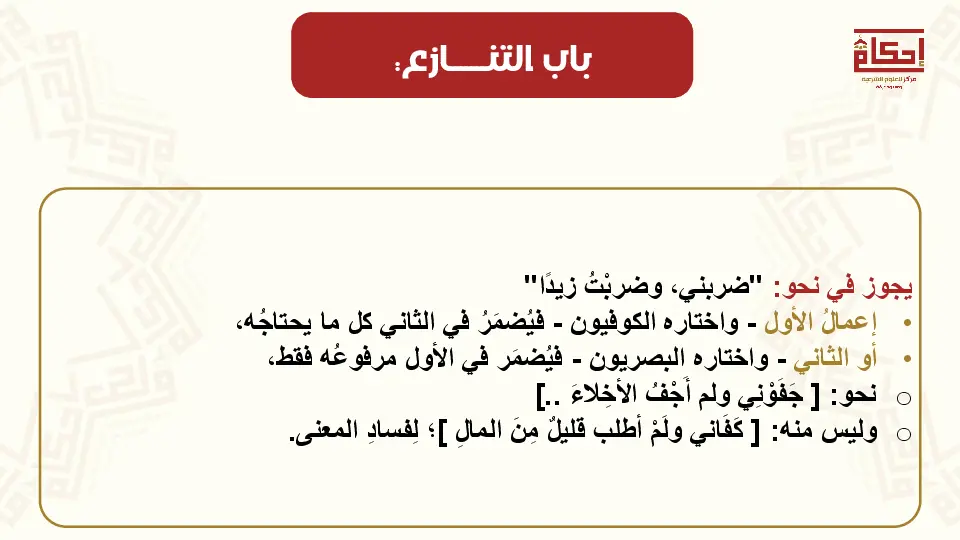 باب التنـــازع:
إحكام
مركز للعلوم الشرعية
يجوز في نحو: "ضربني، وضربْتُ زيدًا"
• إعمالُ الأول - واختاره الكوفيون - فيُضمَرُ في الثاني كل ما يحتاجُه،
• أو الثاني - واختاره البصريون - فيُضمَر في الأول مرفوعُه فقط،
o نحو: [ جَفَوْنِي ولم أَجْفُ الأخِلاءَ ..]
o وليس منه: [ كَفَاني ولَمْ أطلب قليلٌ مِنَ المالِ ]؛ لِفسادِ المعنى.